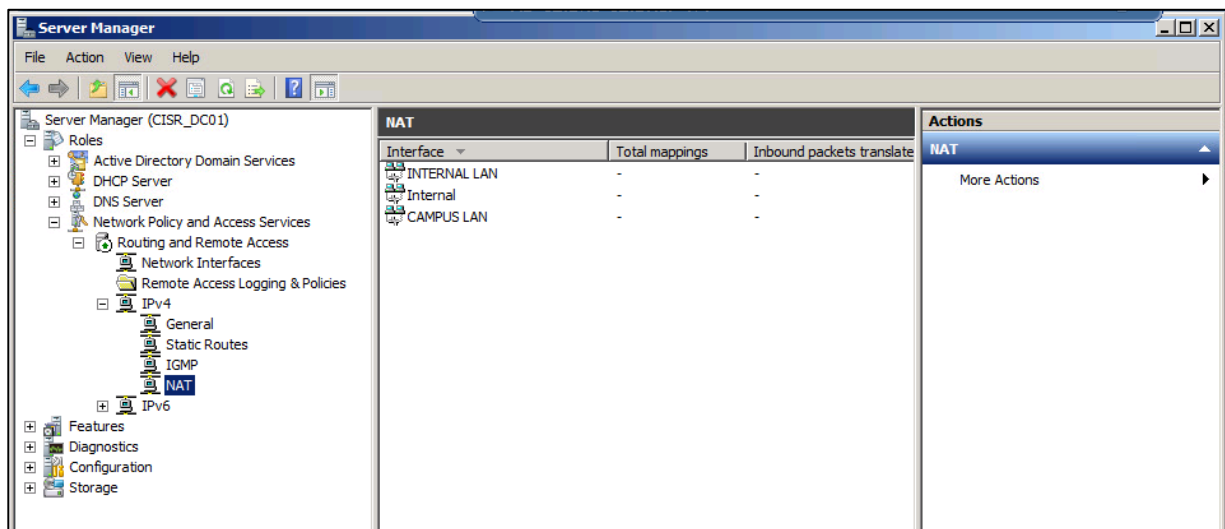 Server Manager
File Action View Help
Server Manager (CISR_DC01)
Roles
Active Directory Domain Services
DHCP Server
DNS Server
Network Policy and Access Services
Routing and Remote Access
Network Interfaces
Remote Access Logging & Policies
IPv4
General
Static Routes
IGMP
NAT
IPv6
Features
Diagnostics
Configuration
Storage
NAT
Interface Total mappings Inbound packets translate
INTERNAL LAN - -
Internal - -
CAMPUS LAN - -
Actions
NAT
More Actions